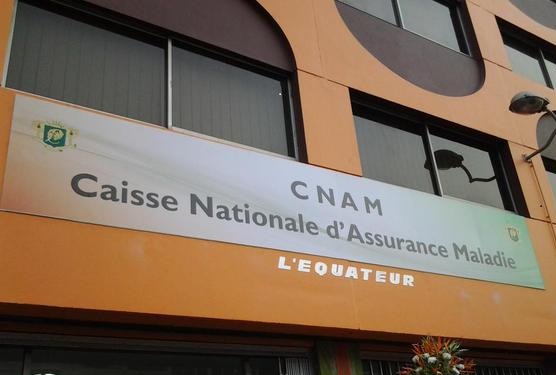 CNAM
Caisse Nationale d'Assurance Maladie
L'EQUATEUR